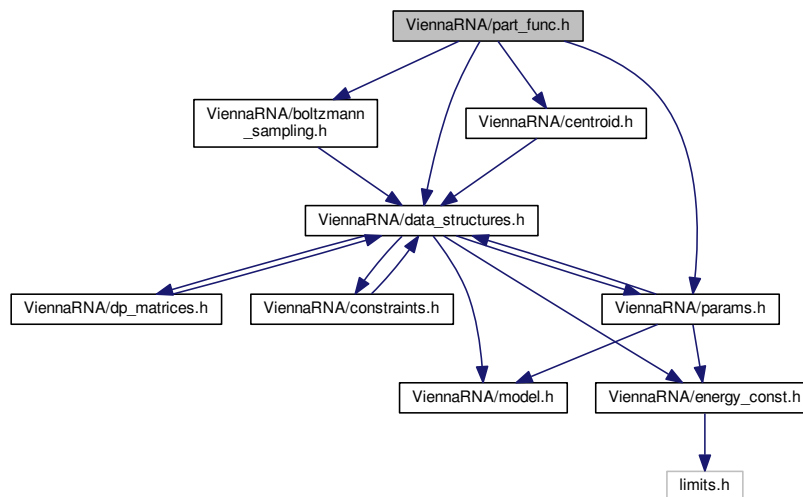 ViennaRNA/part_func.h
ViennaRNA/boltzmann
_sampling.h
ViennaRNA/centroid.h
ViennaRNA/data_structures.h
ViennaRNA/dp_matrices.h
ViennaRNA/constraints.h
ViennaRNA/params.h
ViennaRNA/model.h
ViennaRNA/energy_const.h
limits.h